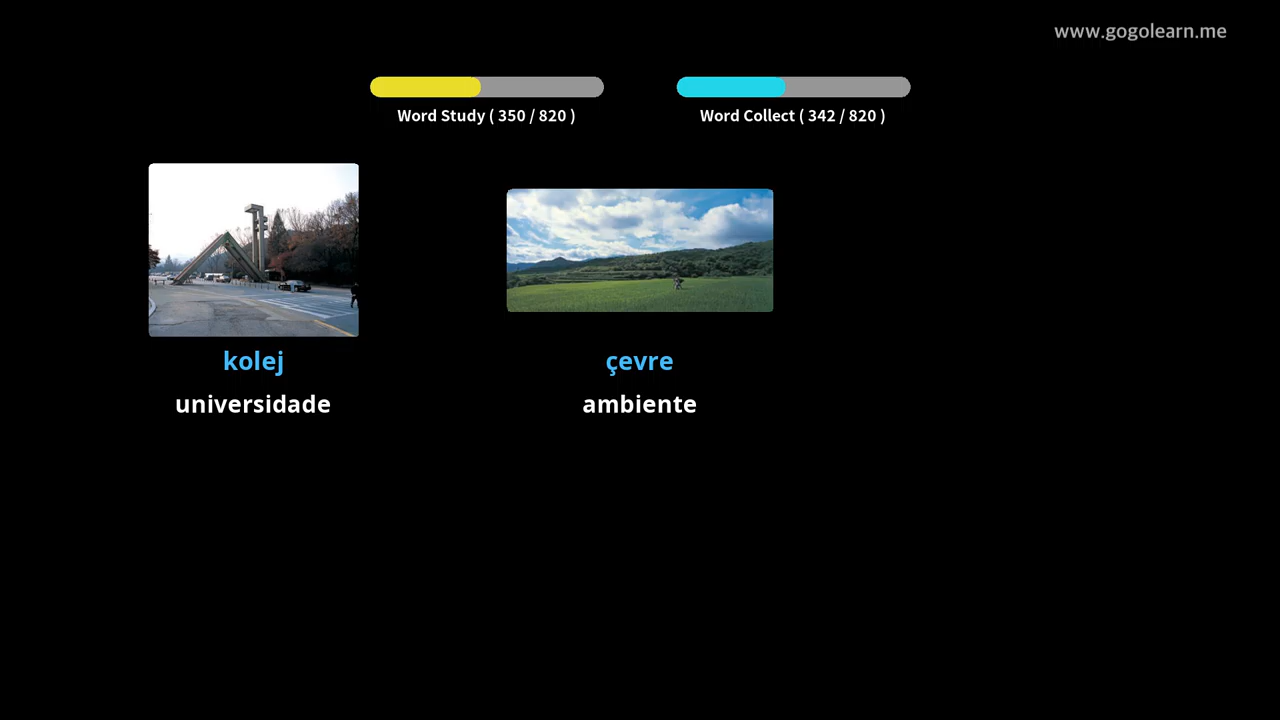 www.gogolearn.me
Word Study ( 350 / 820 )
Word Collect ( 342 / 820 )
kolej
universidade
çevre
ambiente